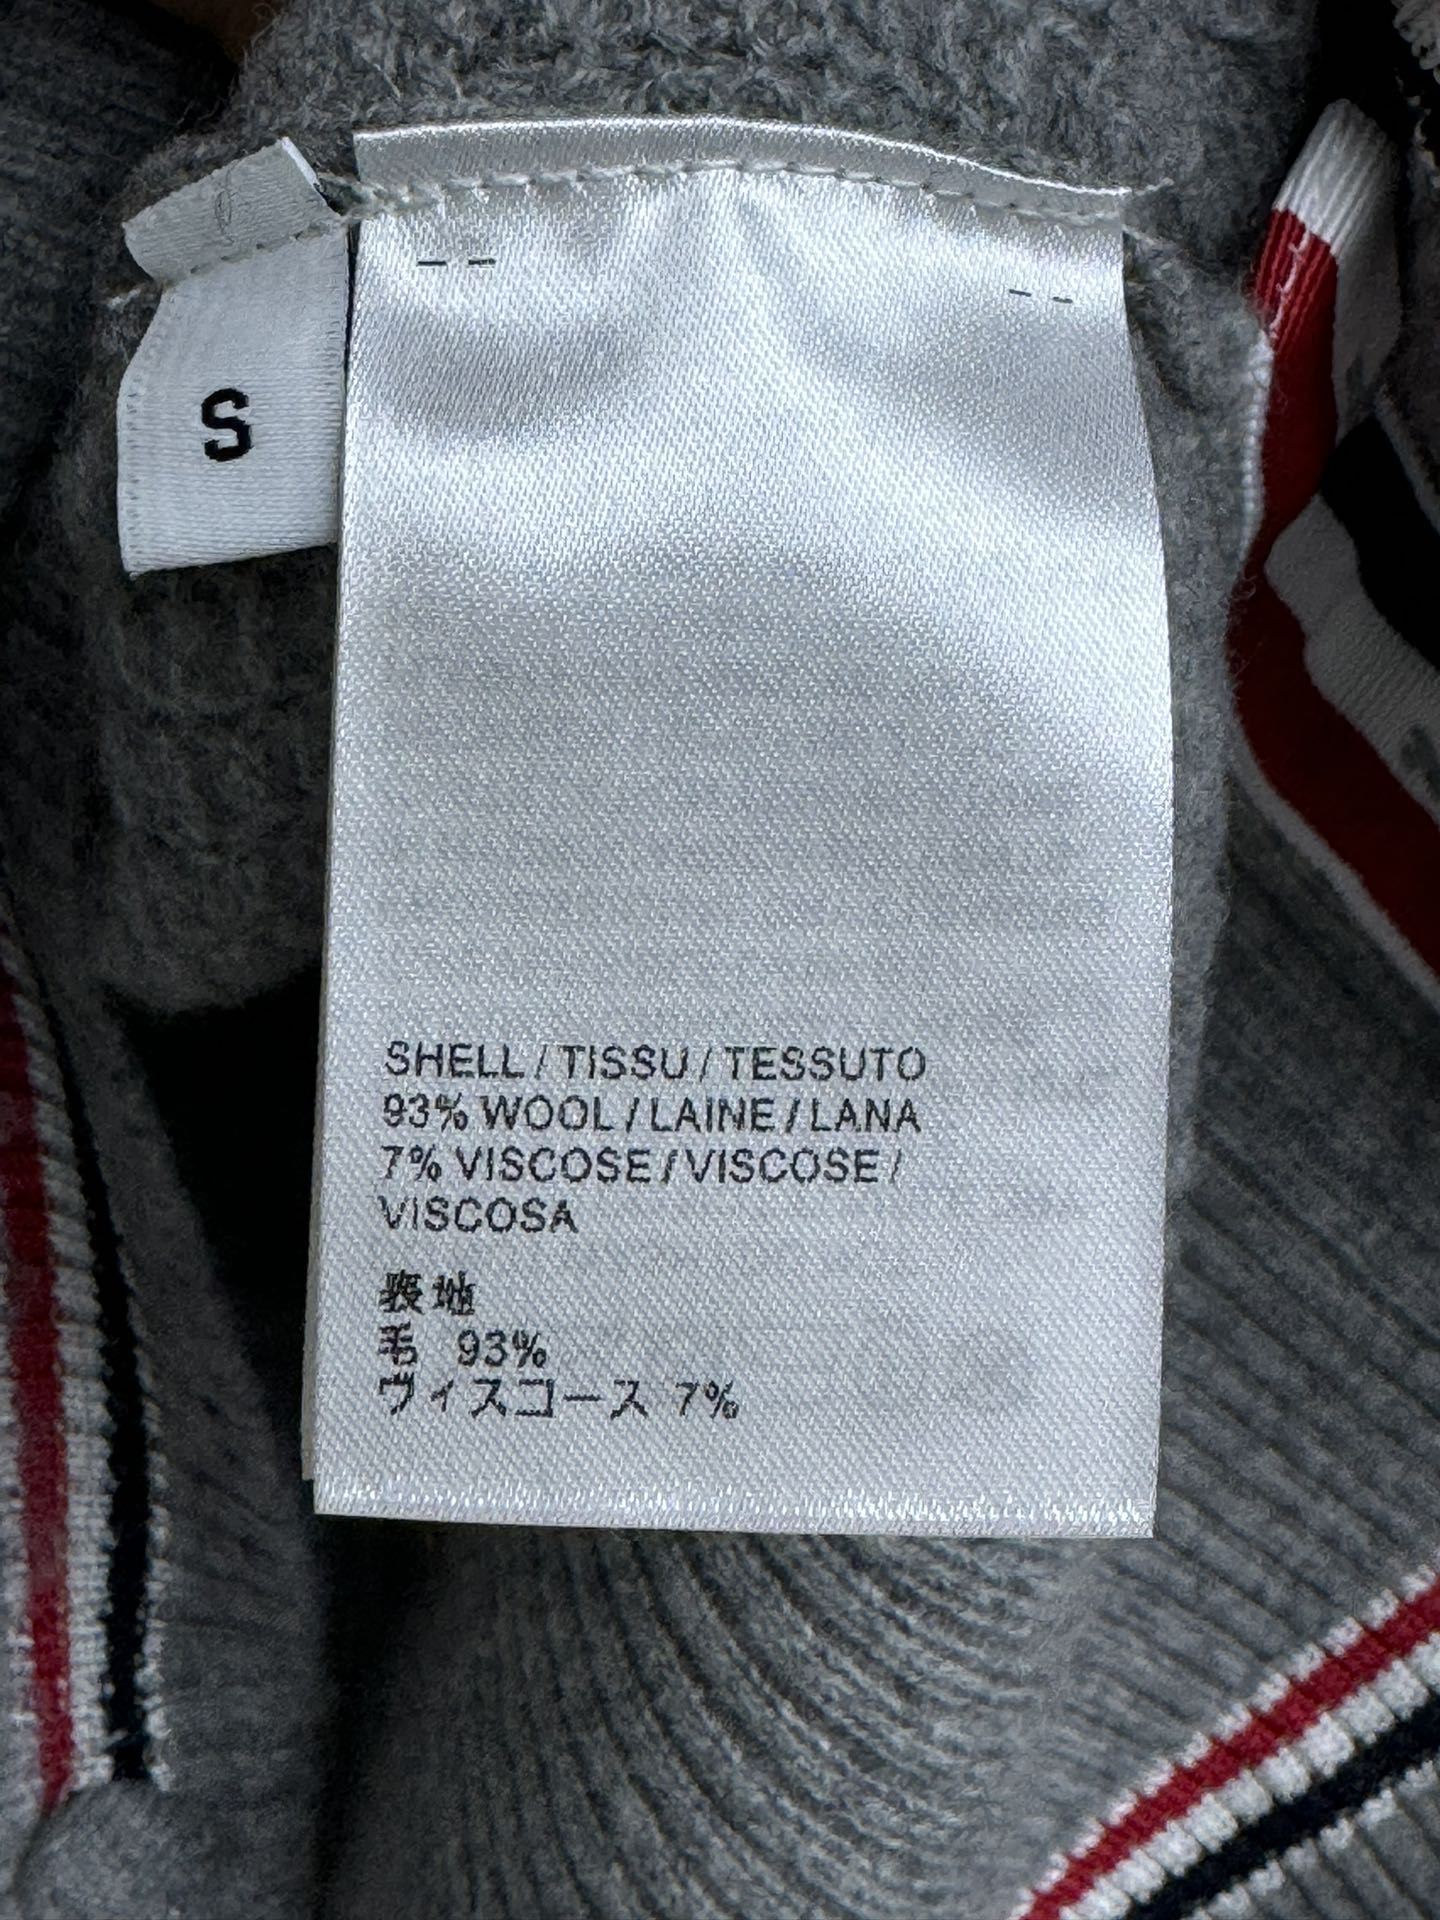 S
SHELL / TISSU / TESSUTO
93% WOOL / LAINE / LANA
7% VISCOSE / VISCOSE /
VISCOSA
表地
毛 93%
ヴィスコース 7%